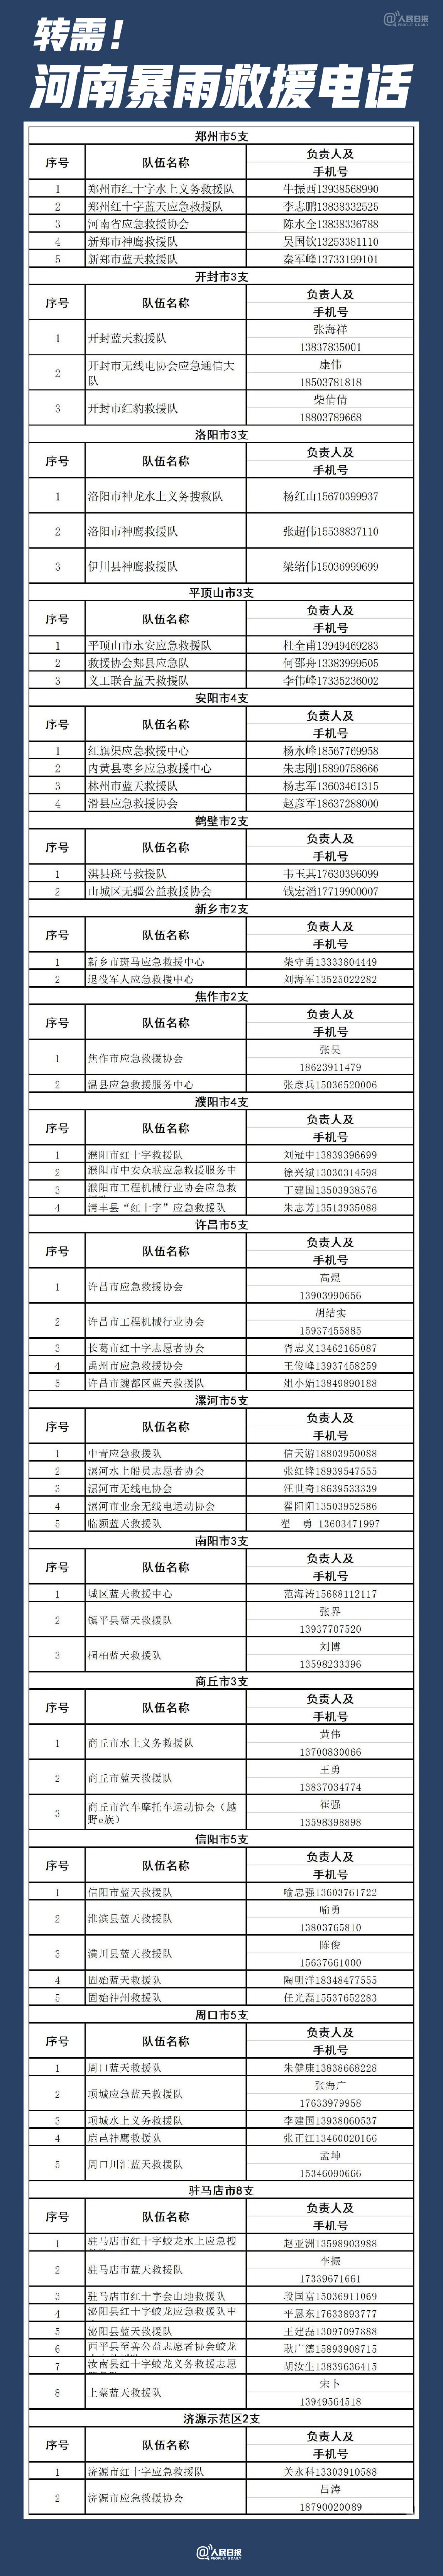 @人民日报
PEOPLE'S DAILY
转需！
河南暴雨救援电话
郑州市5支
序号 队伍名称 负责人及
手机号
1 郑州市红十字水上义务救援队 牛振西13938568990
2 郑州红十字蓝天应急救援队 李志鹏13838332525
3 河南省应急救援协会 陈水全13838336788
4 新郑市神鹰救援队 吴国钦13253381110
5 新郑市蓝天救援队 秦军峰13733199101
开封市3支
序号 队伍名称 负责人及
手机号
1 开封蓝天救援队 张海祥
13837835001
2 开封市无线电协会应急通信大队 康伟
18503781818
3 开封市红豹救援队 柴倩倩
18803789668
洛阳市3支
序号 队伍名称 负责人及
手机号
1 洛阳市神龙水上义务搜救队 杨红山15670399937
2 洛阳市神鹰救援队 张超伟15538837110
3 伊川县神鹰救援队 梁绪伟15036999699
平顶山市3支
序号 队伍名称 负责人及
手机号
1 平顶山市永安应急救援队 杜全甫13949469283
2 救援协会郏县应急队 何邵舟13383999505
3 义工联合蓝天救援队 李伟峰17335236002
安阳市4支
序号 队伍名称 负责人及
手机号
1 红旗渠应急救援中心 杨永峰18567769958
2 内黄县枣乡应急救援中心 朱志刚15890758666
3 林州市蓝天救援队 杨志军13603461315
4 滑县应急救援协会 赵彦军18637288000
鹤壁市2支
序号 队伍名称 负责人及
手机号
1 淇县斑马救援队 韦玉其17630396099
2 山城区无疆公益救援协会 钱宏滔17719900007
新乡市2支
序号 队伍名称 负责人及
手机号
1 新乡市斑马应急救援中心 柴守勇13333804449
2 退役军人应急救援中心 刘海军13525022282
焦作市2支
序号 队伍名称 负责人及
手机号
1 焦作市应急救援协会 张昊
18623911479
2 温县应急救援服务中心 张彦兵15036520006
濮阳市4支
序号 队伍名称 负责人及
手机号
1 濮阳市红十字救援队 刘冠中13839396699
2 濮阳市中安众联应急救援服务中 徐兴斌13030314598
3 濮阳市工程机械行业协会应急救 丁建国13503938576
4 清丰县“红十字”应急救援队 朱志芳13513935088
许昌市5支
序号 队伍名称 负责人及
手机号
1 许昌市应急救援协会 高煜
13903990656
2 许昌市工程机械行业协会 胡结实
15937455885
3 长葛市红十字志愿者协会 胥忠义13462165087
4 禹州市应急救援协会 王俊峰13937458259
5 许昌市魏都区蓝天救援队 俎小娟13849890188
漯河市5支
序号 队伍名称 负责人及
手机号
1 中青应急救援队 信天游18803950088
2 漯河水上船员志愿者协会 张红锋18939547555
3 漯河市无线电协会 汪世奇18639533339
4 漯河市业余无线电运动协会 翟阳阳13503952586
5 临颍蓝天救援队 翟 勇 13603471997
南阳市3支
序号 队伍名称 负责人及
手机号
1 城区蓝天救援中心 范海涛15688112117
2 镇平县蓝天救援队 张界
13937707520
3 桐柏蓝天救援队 刘博
13598233396
商丘市3支
序号 队伍名称 负责人及
手机号
1 商丘市水上义务救援队 黄伟
13700830066
2 商丘市蓝天救援队 王勇
13837034774
3 商丘市汽车摩托车运动协会（越野e族） 崔强
13598398898
信阳市5支
序号 队伍名称 负责人及
手机号
1 信阳市蓝天救援队 喻忠强13603761722
2 淮滨县蓝天救援队 喻勇
13803765810
3 潢川县蓝天救援队 陈俊
15637661000
4 固始蓝天救援队 陶明洋18348477555
5 固始神州救援队 任光磊15537652283
周口市5支
序号 队伍名称 负责人及
手机号
1 周口蓝天救援队 朱健康13838668228
2 项城应急蓝天救援队 张海广
17633979958
3 项城水上义务救援队 李建国13938060537
4 鹿邑神鹰救援队 张正江13460020166
5 周口川汇蓝天救援队 孟坤
15346090666
驻马店市8支
序号 队伍名称 负责人及
手机号
1 驻马店市红十字蛟龙水上应急搜 赵亚洲13598903988
2 驻马店市蓝天救援队 李振
17339671661
3 驻马店市红十字会山地救援队 段国富15036911069
4 泌阳县红十字蛟龙应急救援队中 平恩东17633893777
5 泌阳县蓝天救援队 王建磊13097097888
6 西平县至善公益志愿者协会蛟龙 耿广德15893908715
7 汝南县红十字蛟龙义务救援志愿 胡汝生13839636415
8 上蔡蓝天救援队 宋卜
13949564518
济源示范区2支
序号 队伍名称 负责人及
手机号
1 济源市红十字应急救援队 关永科13303910588
2 济源市应急救援协会 吕涛
18790020089
@人民日报
PEOPLE'S DAILY